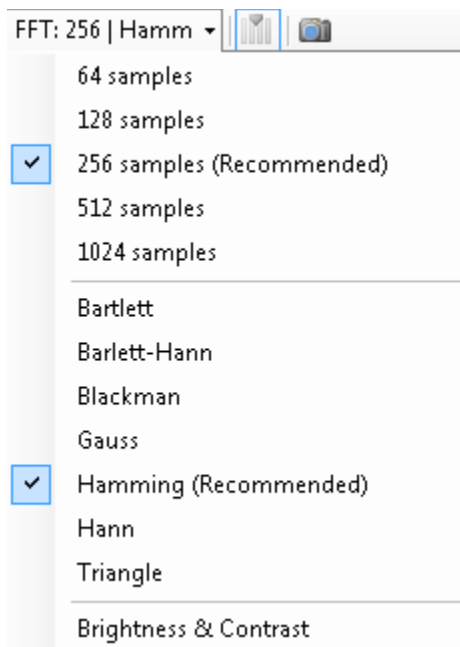 FFT: 256 | Hamm
64 samples
128 samples
256 samples (Recommended)
512 samples
1024 samples
Bartlett
Barlett-Hann
Blackman
Gauss
Hamming (Recommended)
Hann
Triangle
Brightness & Contrast